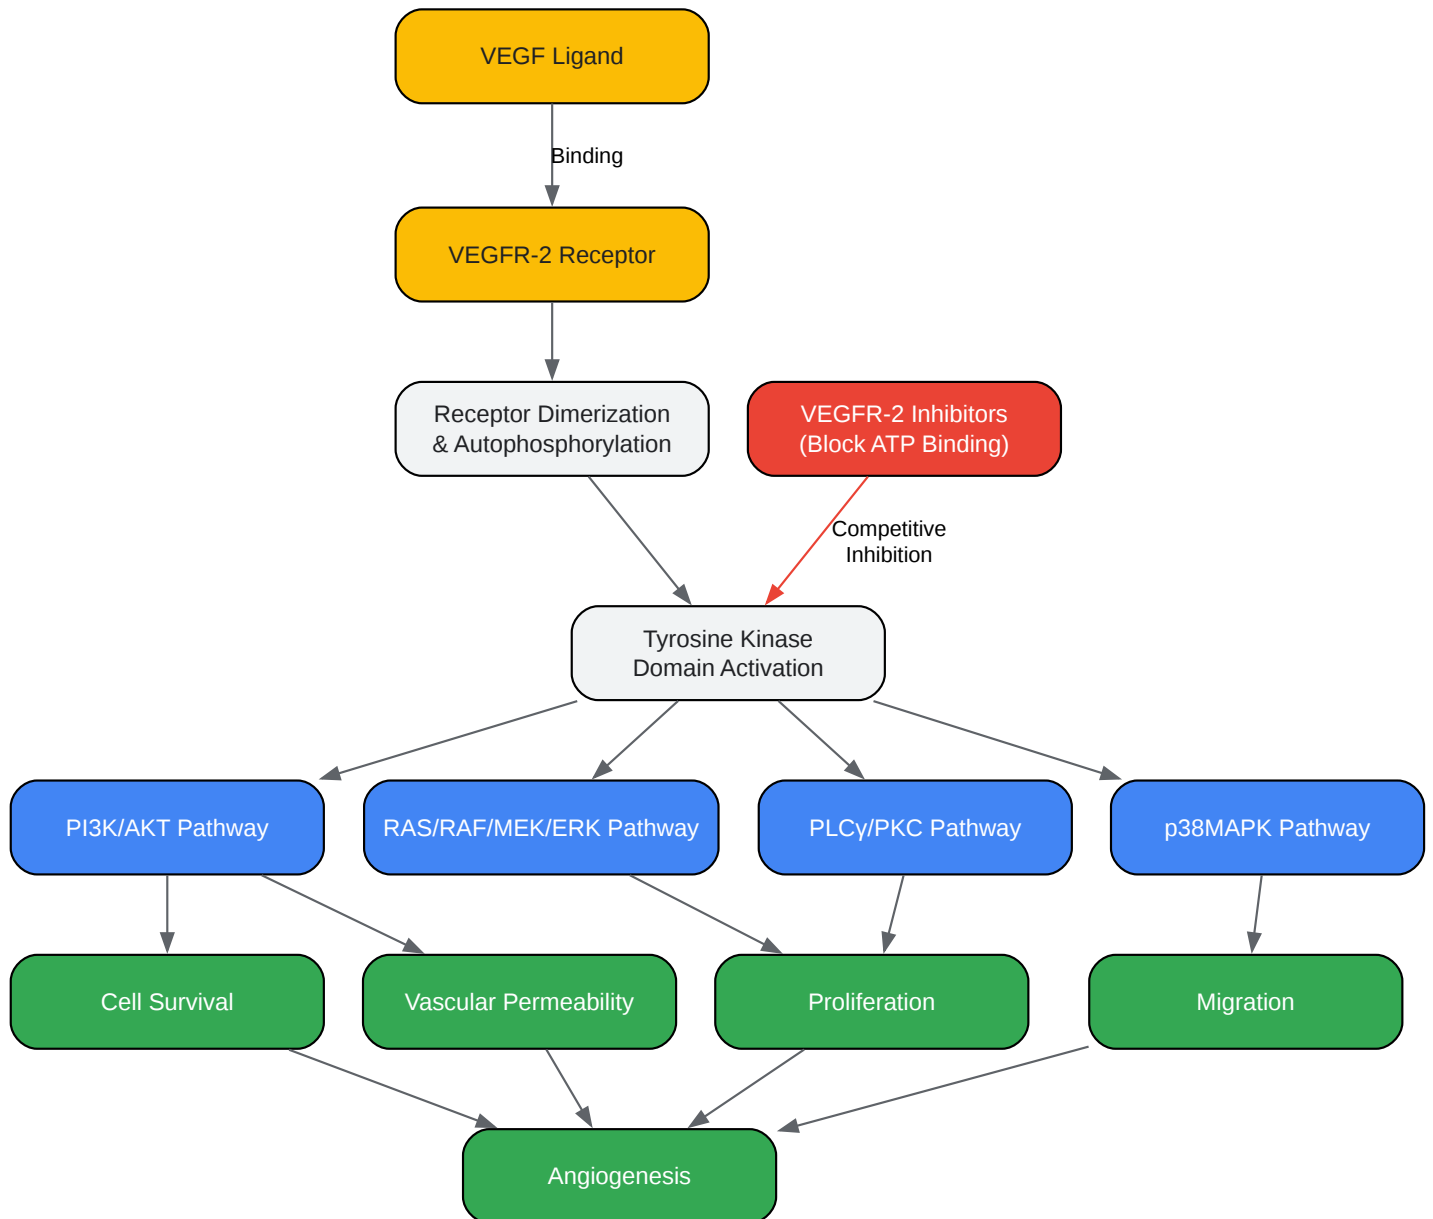 VEGF Ligand
Binding
VEGFR-2 Receptor
Receptor Dimerization
& Autophosphorylation
VEGFR-2 Inhibitors
(Block ATP Binding)
Competitive
Inhibition
Tyrosine Kinase
Domain Activation
PI3K/AKT Pathway
RAS/RAF/MEK/ERK Pathway
PLCγ/PKC Pathway
p38MAPK Pathway
Cell Survival
Vascular Permeability
Proliferation
Migration
Angiogenesis